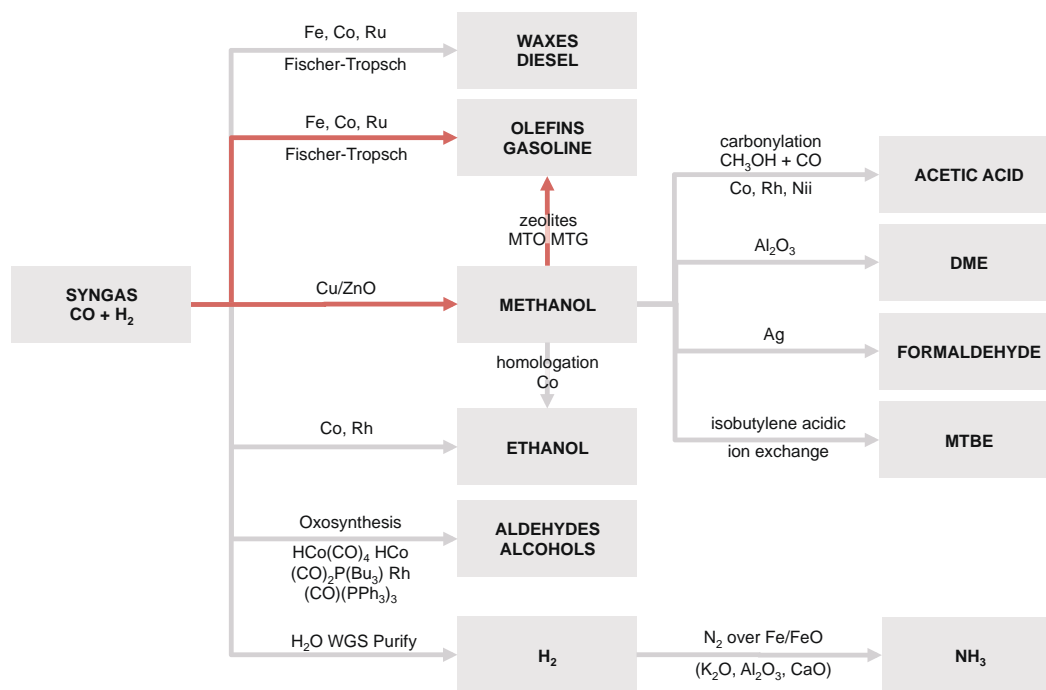 Fe, Co, Ru
Fischer-Tropsch
WAXES
DIESEL
Fe, Co, Ru
Fischer-Tropsch
OLEFINS
GASOLINE
carbonylation
CH₃OH + CO
Co, Rh, Nii
ACETIC ACID
zeolites
MTO MTG
Al₂O₃
DME
SYNGAS
CO + H₂
Cu/ZnO
METHANOL
Ag
FORMALDEHYDE
homologation
Co
Co, Rh
ETHANOL
isobutylene acidic
ion exchange
MTBE
Oxosynthesis
HCo(CO)₄ HCo
(CO)₂P(Bu₃) Rh
(CO)(PPh₃)₃
ALDEHYDES
ALCOHOLS
H₂O WGS Purify
H₂
N₂ over Fe/FeO
(K₂O, Al₂O₃, CaO)
NH₃